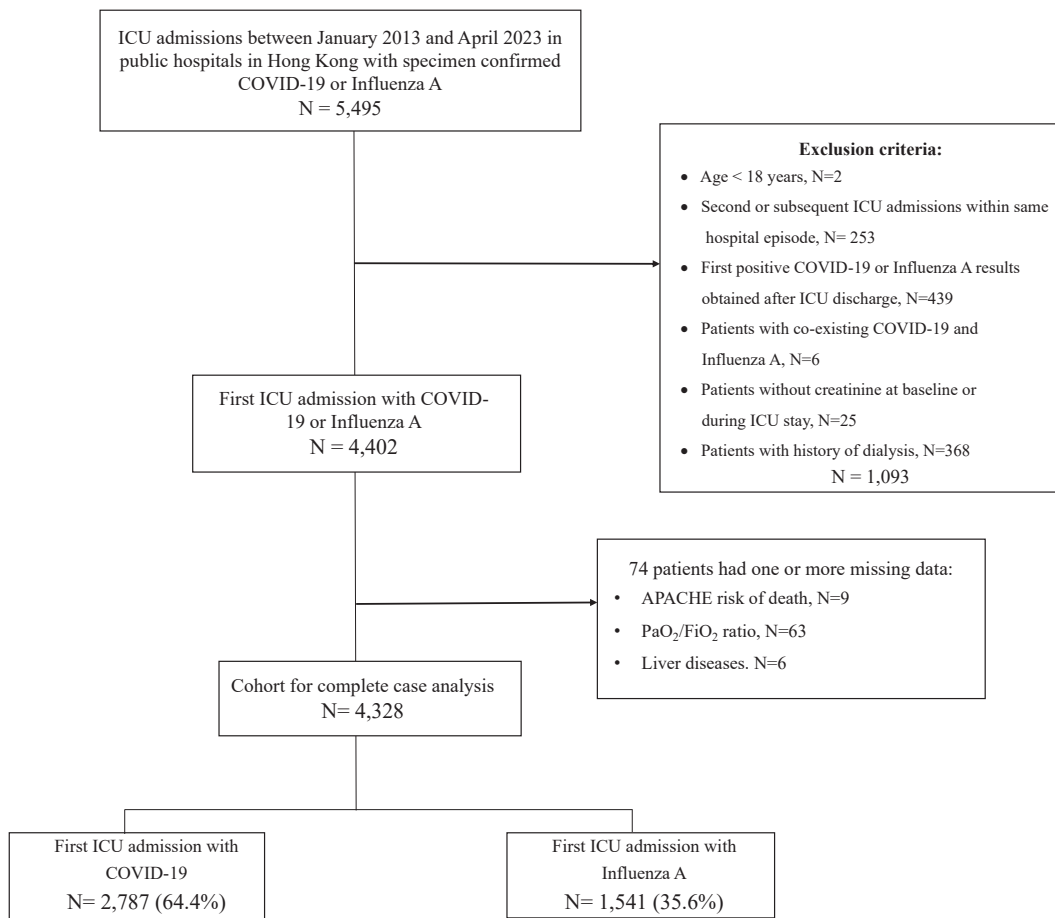 ICU admissions between January 2013 and April 2023 in
public hospitals in Hong Kong with specimen confirmed
COVID-19 or Influenza A
N = 5,495
Exclusion criteria:
• Age < 18 years, N=2
• Second or subsequent ICU admissions within same
hospital episode, N= 253
• First positive COVID-19 or Influenza A results
obtained after ICU discharge, N=439
• Patients with co-existing COVID-19 and
Influenza A, N=6
• Patients without creatinine at baseline or
during ICU stay, N=25
• Patients with history of dialysis, N=368
N = 1,093
First ICU admission with COVID-
19 or Influenza A
N = 4,402
74 patients had one or more missing data:
• APACHE risk of death, N=9
• PaO₂/FiO₂ ratio, N=63
• Liver diseases. N=6
Cohort for complete case analysis
N= 4,328
First ICU admission with
COVID-19
N= 2,787 (64.4%)
First ICU admission with
Influenza A
N= 1,541 (35.6%)